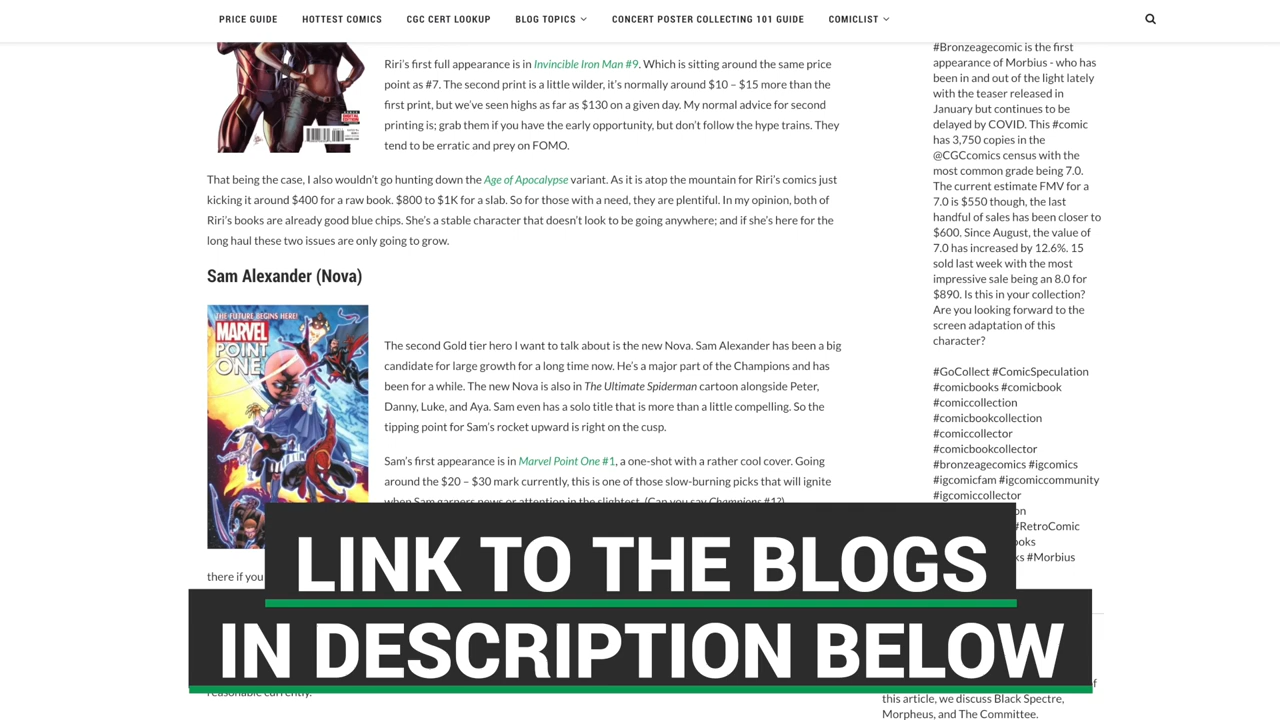 PRICE GUIDE HOTTEST COMICS CGC CERT LOOKUP BLOG TOPICS CONCERT POSTER COLLECTING 101 GUIDE COMICLIST
Riri's first full appearance is in Invincible Iron Man #9. Which is sitting around the same price
point as #7. The second print is a little wilder, it's normally around $10 – $15 more than the
first print, but we've seen highs as far as $130 on a given day. My normal advice for second
printing is; grab them if you have the early opportunity, but don't follow the hype trains. They
tend to be erratic and prey on FOMO.
That being the case, I also wouldn't go hunting down the Age of Apocalypse variant. As it is atop the mountain for Riri's comics just
kicking it around $400 for a raw book. $800 to $1K for a slab. So for those with a need, they are plentiful. In my opinion, both of
Riri's books are already good blue chips. She's a stable character that doesn't look to be going anywhere; and if she's here for the
long haul these two issues are only going to grow.
Sam Alexander (Nova)
THE FUTURE BEGINS HERE!
MARVEL
POINT
ONE
The second Gold tier hero I want to talk about is the new Nova. Sam Alexander has been a big
candidate for large growth for a long time now. He's a major part of the Champions and has
been for a while. The new Nova is also in The Ultimate Spiderman cartoon alongside Peter,
Danny, Luke, and Aya. Sam even has a solo title that is more than a little compelling. So the
tipping point for Sam's rocket upward is right on the cusp.
Sam's first appearance is in Marvel Point One #1, a one-shot with a rather cool cover. Going
around the $20 – $30 mark currently, this is one of those slow-burning picks that will ignite
when Sam garners news or attention in the slightest. (Can you say Champions #1?)
there if you
reasonable currently.
#Bronzeagecomic is the first
appearance of Morbius - who has
been in and out of the light lately
with the teaser released in
January but continues to be
delayed by COVID. This #comic
has 3,750 copies in the
@CGCcomics census with the
most common grade being 7.0.
The current estimate FMV for a
7.0 is $550 though, the last
handful of sales has been closer to
$600. Since August, the value of
7.0 has increased by 12.6%. 15
sold last week with the most
impressive sale being an 8.0 for
$890. Is this in your collection?
Are you looking forward to the
screen adaptation of this
character?
#GoCollect #ComicSpeculation
#comicbooks #comicbook
#comiccollection
#comicbookcollection
#comiccollector
#comicbookcollector
#bronzeagecomics #igcomics
#igcomicfam #igcomiccommunity
#igcomiccollector
on
#RetroComic
ooks
ks #Morbius
f
this article, we discuss Black Spectre,
Morpheus, and The Committee.
LINK TO THE BLOGS
IN DESCRIPTION BELOW